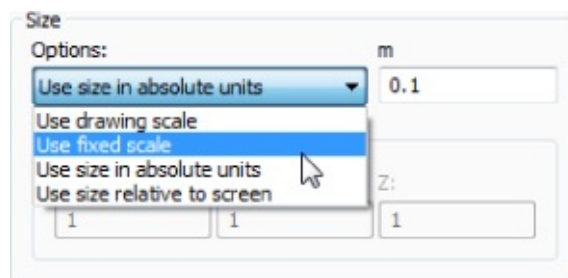 Size
Options: m
Use size in absolute units 0.1
Use drawing scale
Use fixed scale
Use size in absolute units
Use size relative to screen
Z:
1 1 1